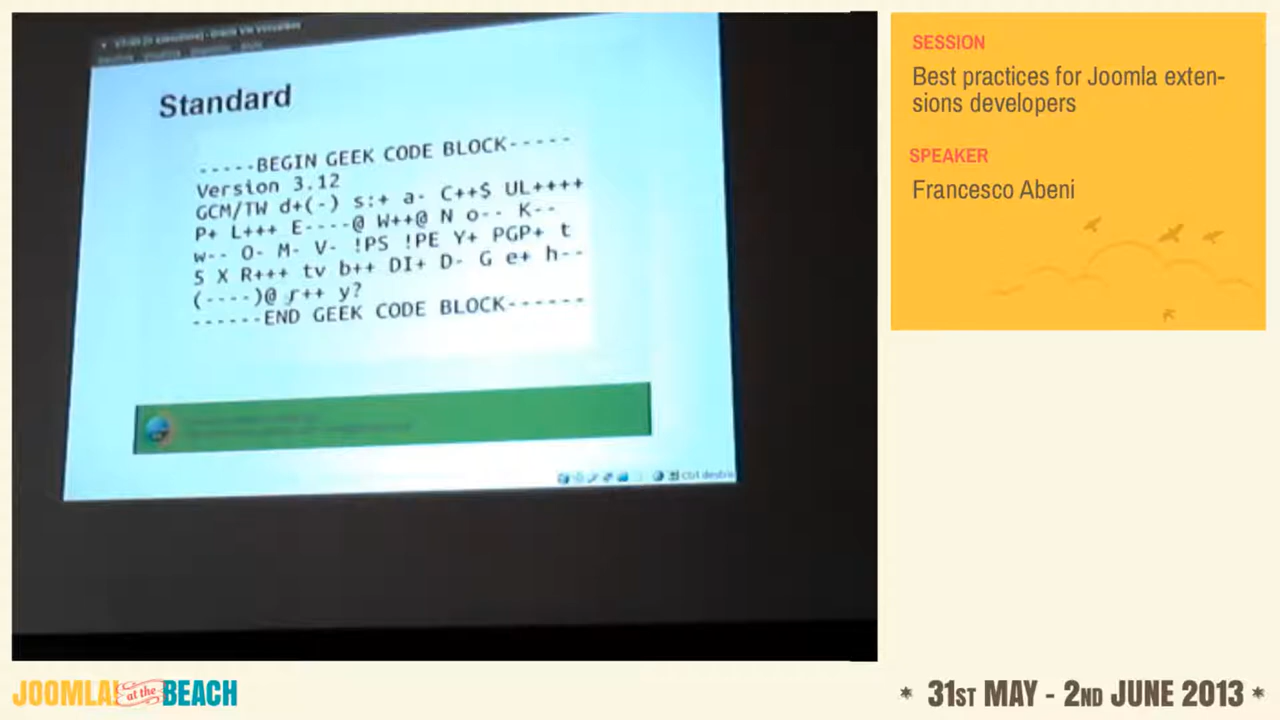 Standard
-----BEGIN GEEK CODE BLOCK-----
Version 3.12
GCM/TW d+(-) s:+ a- C++$ UL++++
P+ L+++ E----@ W++@ N o-- K--
w-- O- M- V- !PS !PE Y+ PGP+ t
5 X R+++ tv b++ DI+ D- G e+ h--
(----)@ r++ y?
------END GEEK CODE BLOCK------
SESSION
Best practices for Joomla exten-
sions developers
SPEAKER
Francesco Abeni
JOOMLA! at the BEACH
* 31ST MAY - 2ND JUNE 2013 *